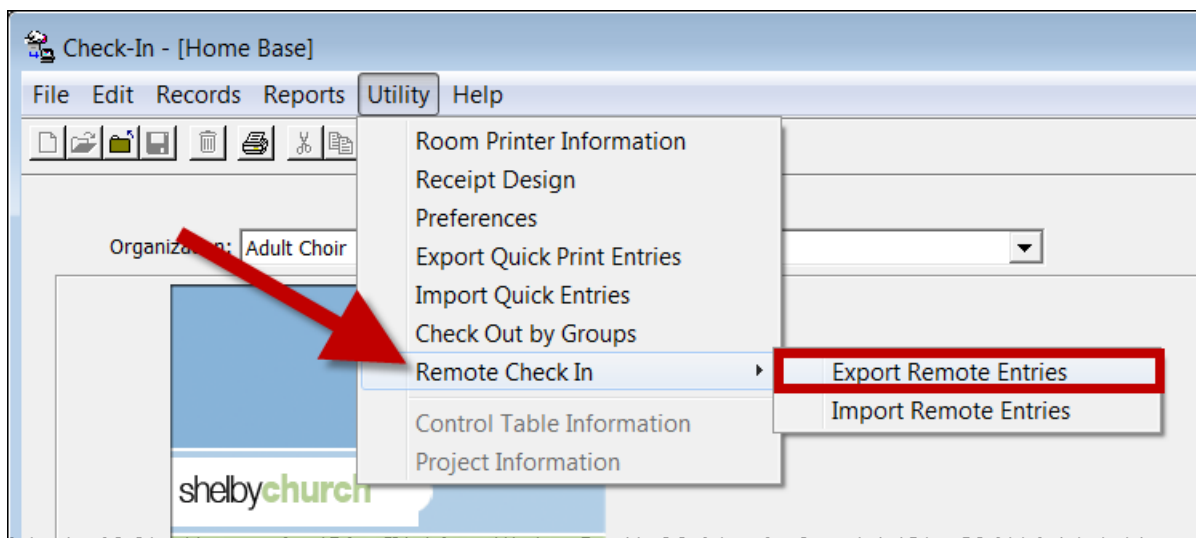 Check-In - [Home Base]
File Edit Records Reports Utility Help
Room Printer Information
Receipt Design
Preferences
Organization: Adult Choir
Export Quick Print Entries
Import Quick Entries
Check Out by Groups
Remote Check In
Export Remote Entries
Import Remote Entries
Control Table Information
Project Information
shelbychurch